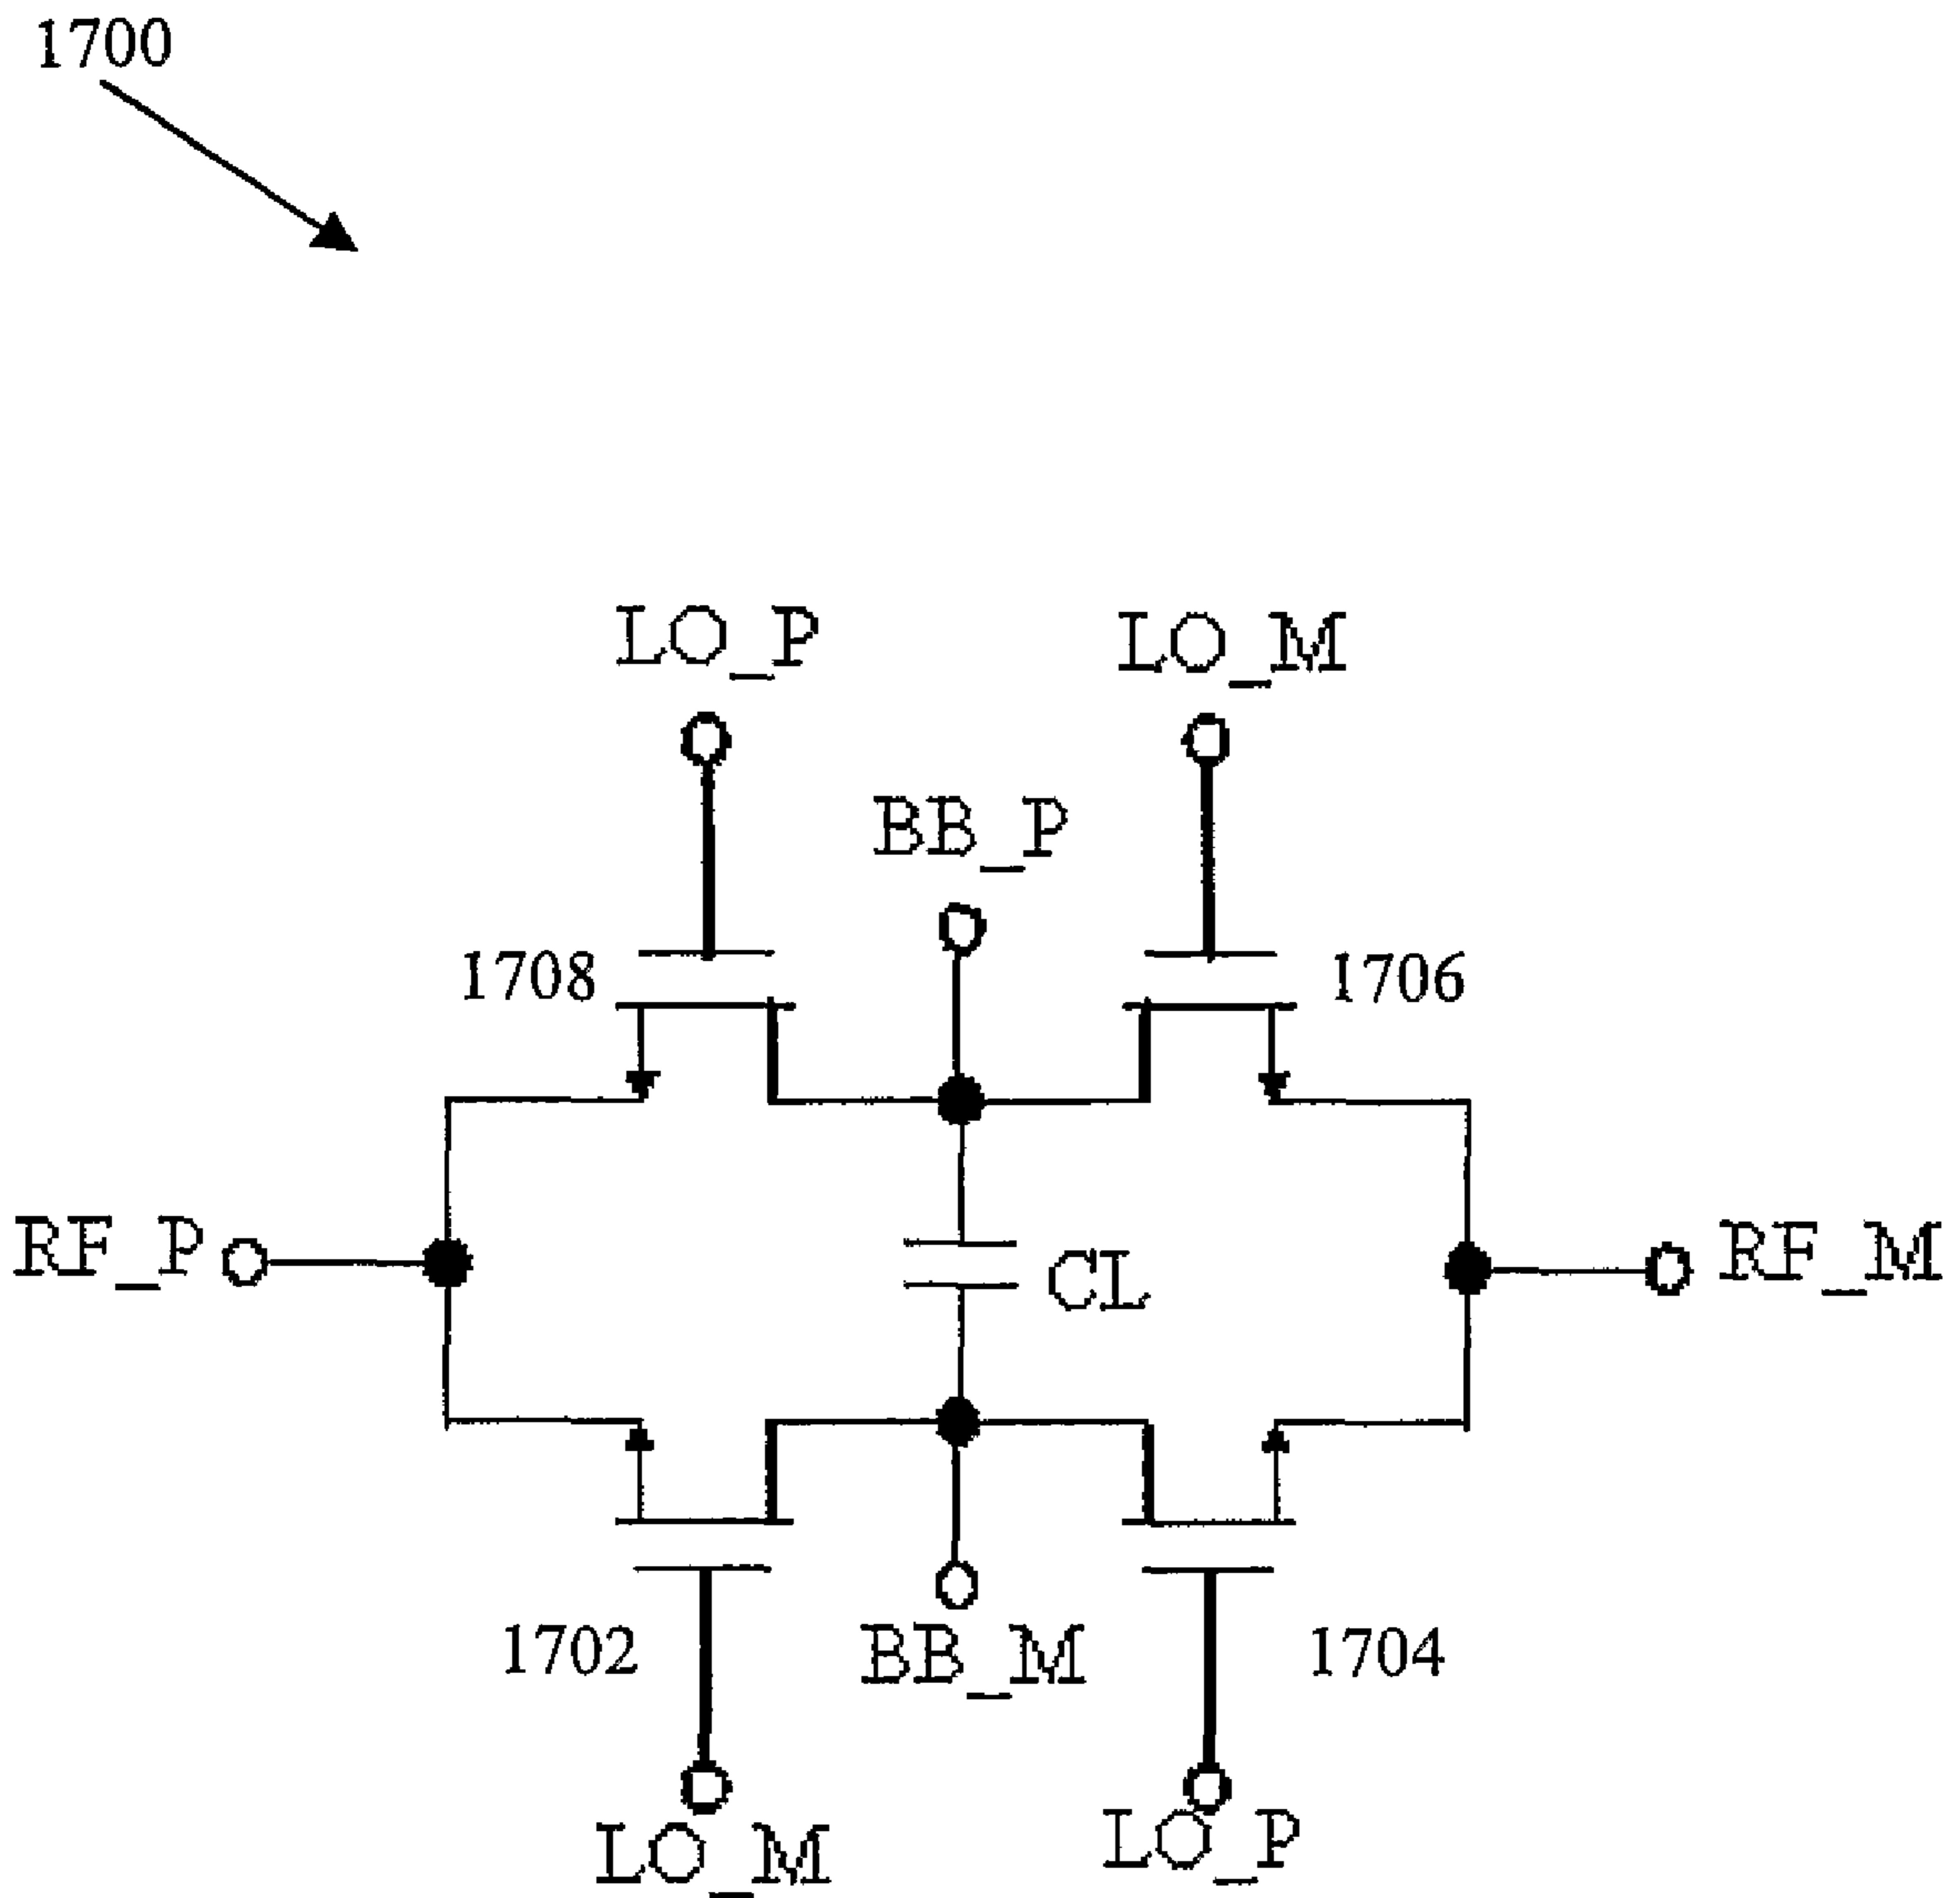 1700
LO_P
LO_M
BB_P
1708
1706
RF_P
CL
RF_M
1702
BB_M
1704
LO_M
LO_P